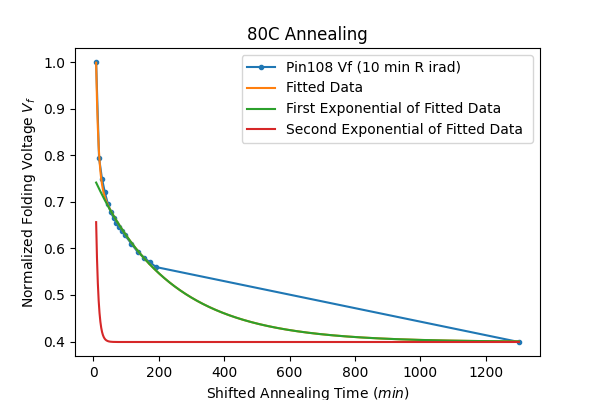 80C Annealing
Pin108 Vf (10 min R irad)
Fitted Data
First Exponential of Fitted Data
Second Exponential of Fitted Data
Normalized Folding Voltage V_f
1.0
0.9
0.8
0.7
0.6
0.5
0.4
0 200 400 600 800 1000 1200
Shifted Annealing Time (min)